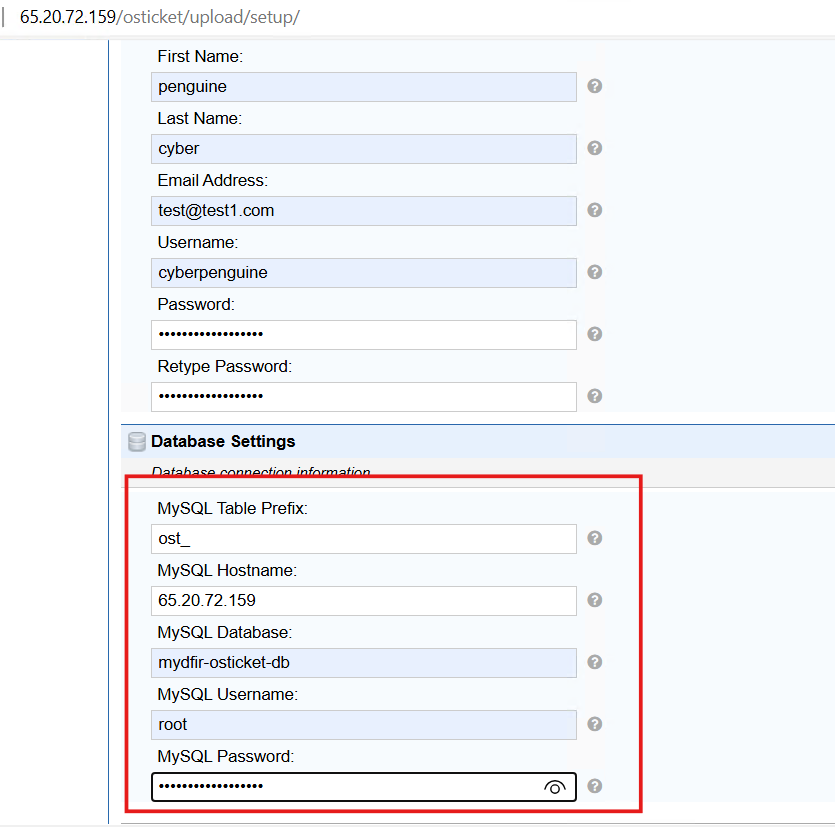 65.20.72.159/osticket/upload/setup/
First Name:
penguine
Last Name:
cyber
Email Address:
test@test1.com
Username:
cyberpenguine
Password:
••••••••••••••••••
Retype Password:
••••••••••••••••••
Database Settings
Database connection information
MySQL Table Prefix:
ost_
MySQL Hostname:
65.20.72.159
MySQL Database:
mydfir-osticket-db
MySQL Username:
root
MySQL Password:
••••••••••••••••••